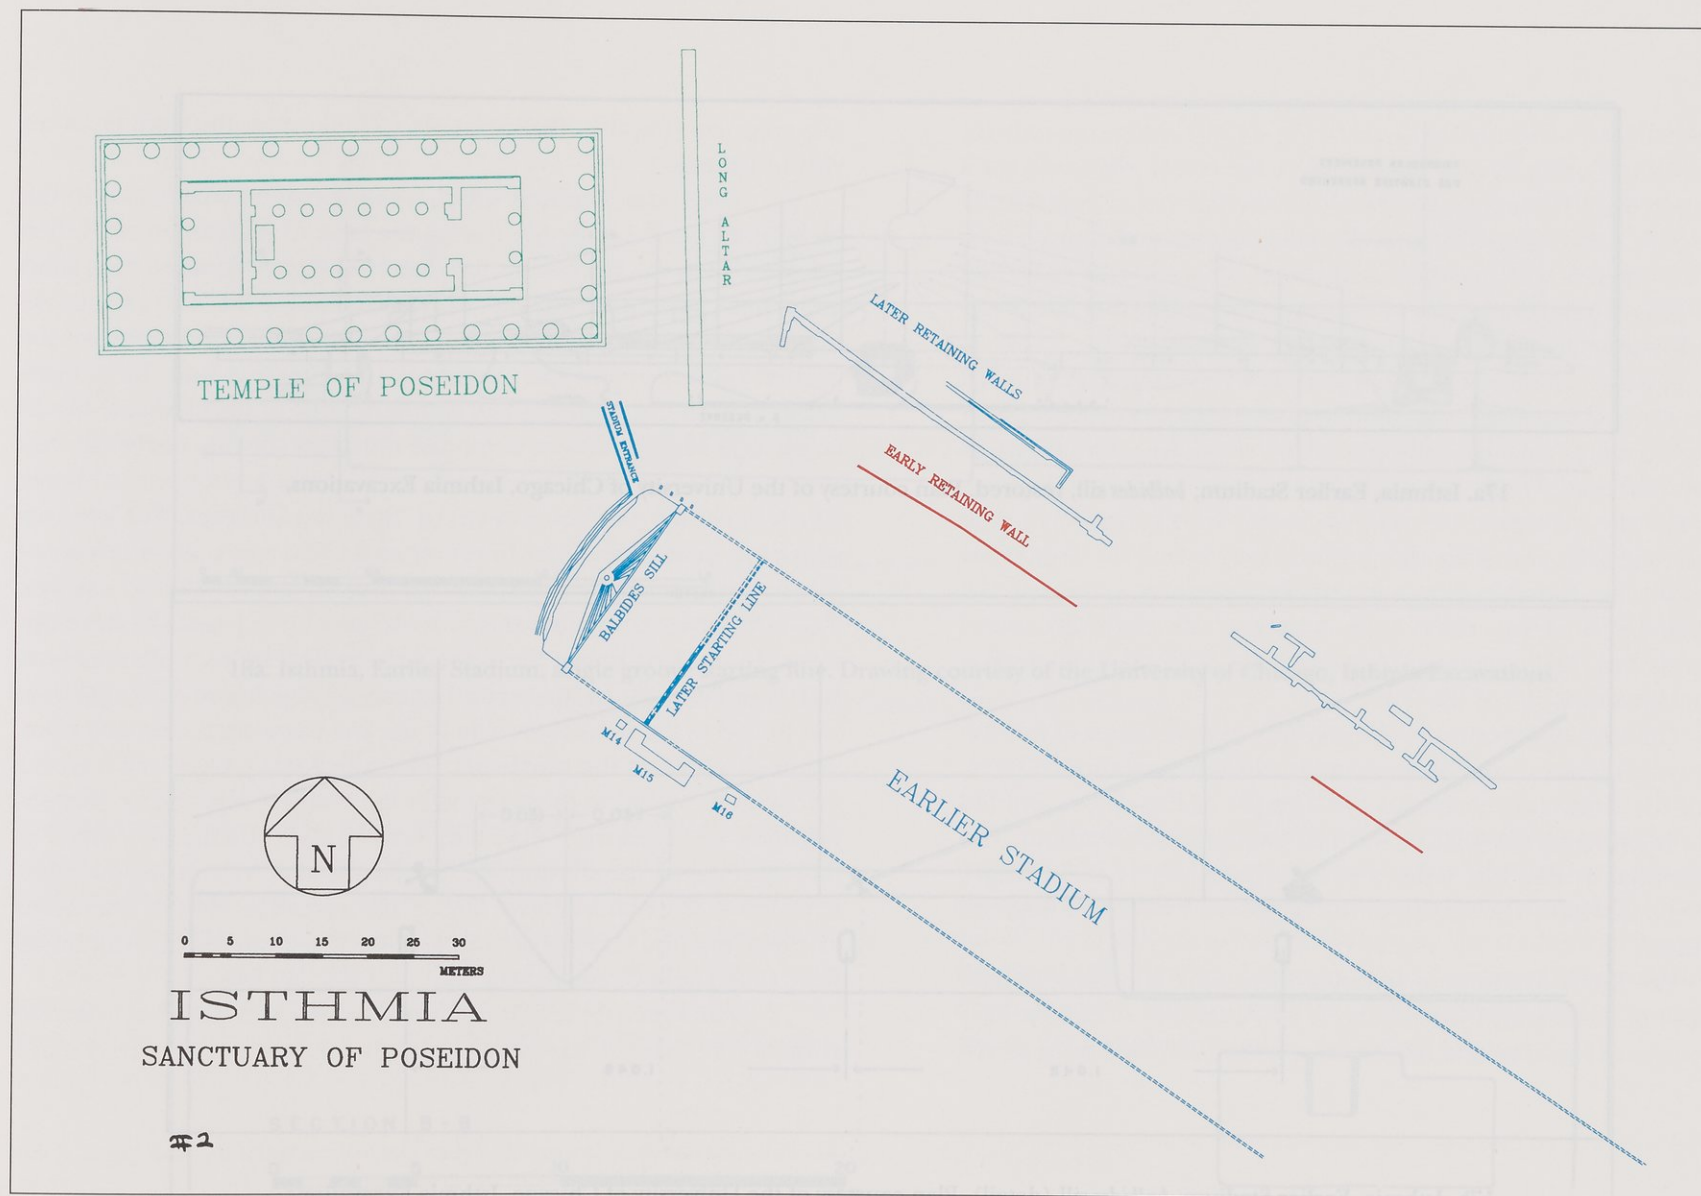 LONG ALTAR
TEMPLE OF POSEIDON
LATER RETAINING WALLS
STADIUM ENTRANCE
EARLY RETAINING WALL
BALBIDES SILL
LATER STARTING LINE
M14
M15
M16
EARLIER STADIUM
N
0 5 10 15 20 25 30
METERS
ISTHMIA
SANCTUARY OF POSEIDON
#2